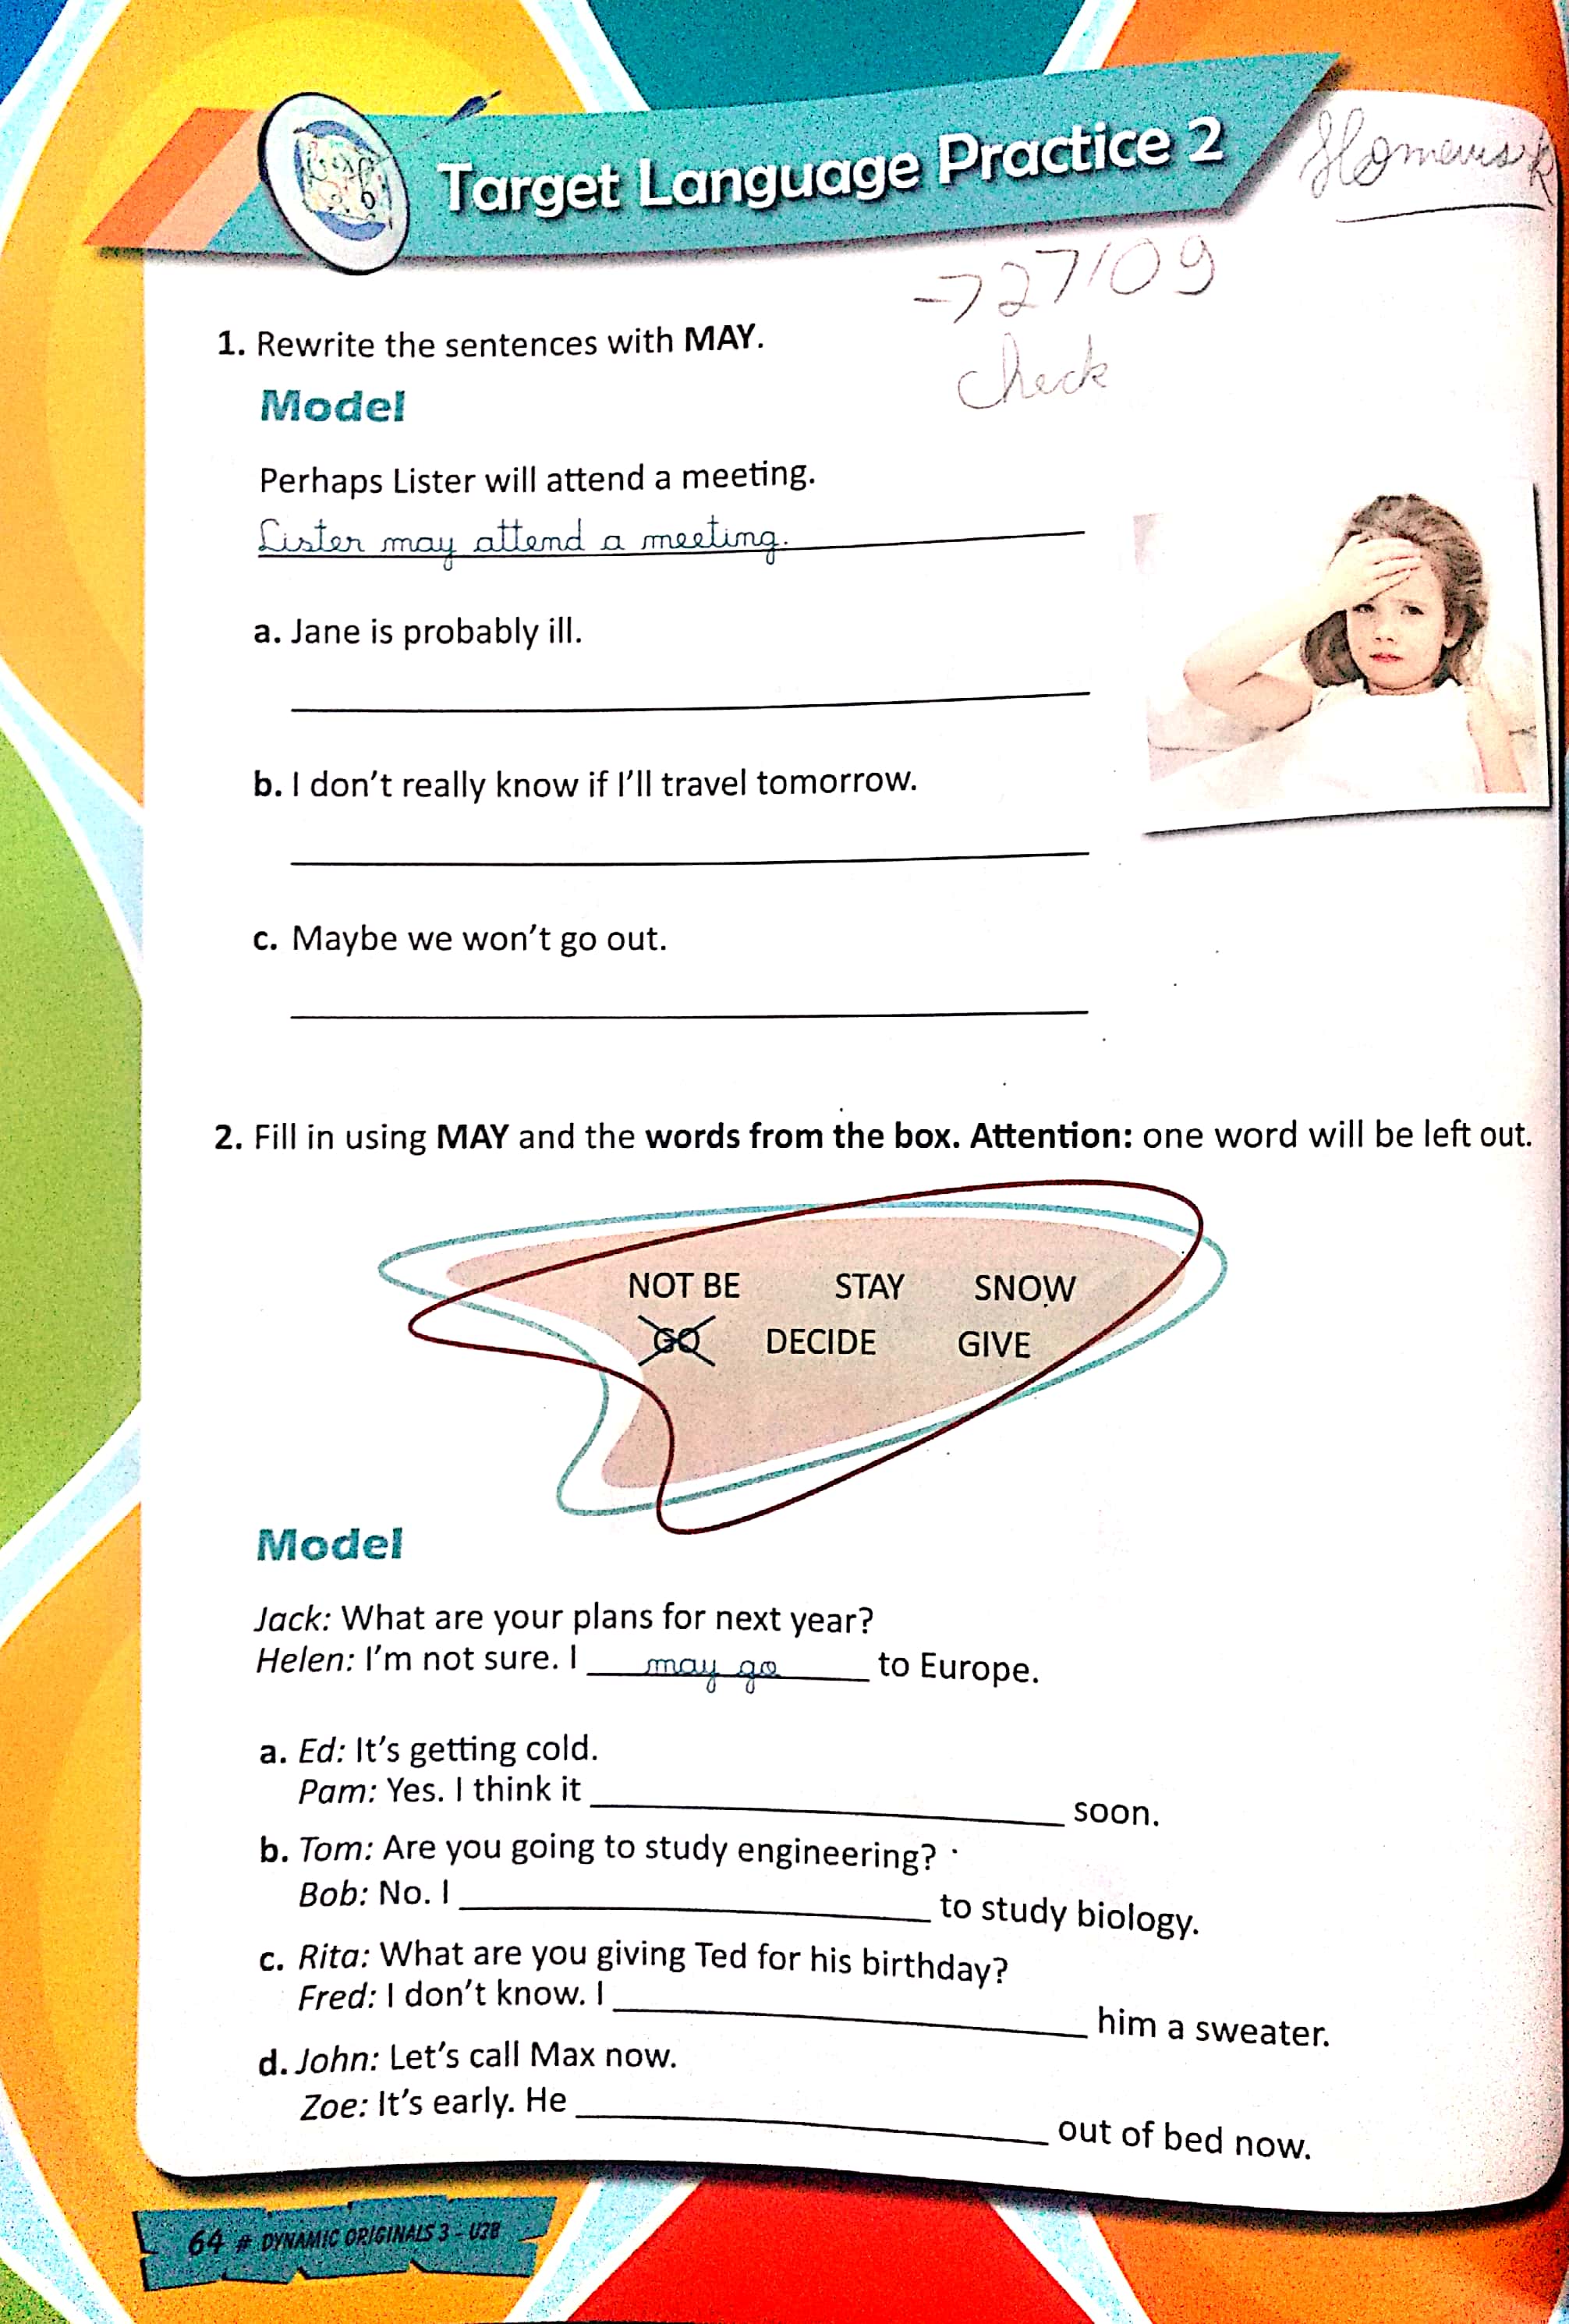 Target Language Practice 2
Homework
→ 27/09
Check
1. Rewrite the sentences with MAY.
Model
Perhaps Lister will attend a meeting.
Lister may attend a meeting.
a. Jane is probably ill.
b. I don't really know if I'll travel tomorrow.
c. Maybe we won't go out.
2. Fill in using MAY and the words from the box. Attention: one word will be left out.
NOT BE STAY SNOW
GO DECIDE GIVE
Model
Jack: What are your plans for next year?
Helen: I'm not sure. I may go to Europe.
a. Ed: It's getting cold.
Pam: Yes. I think it ____ soon.
b. Tom: Are you going to study engineering?
Bob: No. I ____ to study biology.
c. Rita: What are you giving Ted for his birthday?
Fred: I don't know. I ____ him a sweater.
d. John: Let's call Max now.
Zoe: It's early. He ____ out of bed now.
64 # DYNAMIC ORIGINALS 3 - U28